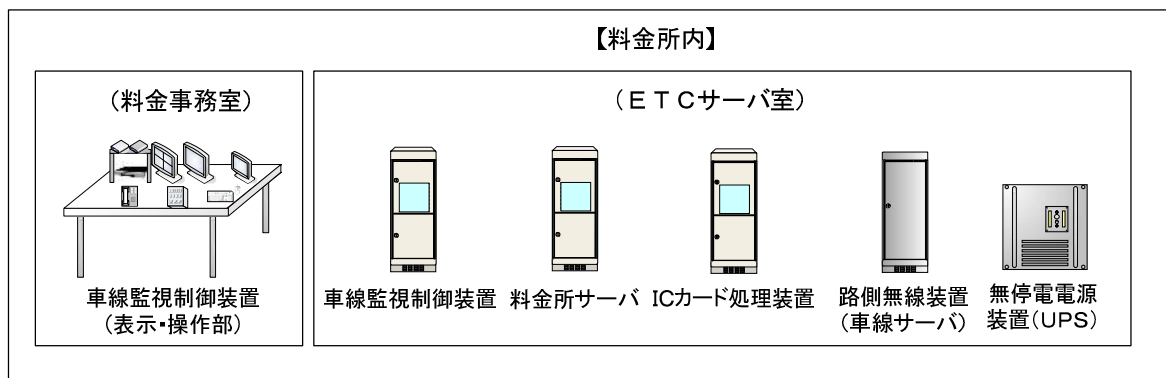 【料金所内】
（料金事務室）
車線監視制御装置
（表示・操作部）
（ＥＴＣサーバ室）
車線監視制御装置
料金所サーバ
ICカード処理装置
路側無線装置
（車線サーバ）
無停電電源
装置（UPS）